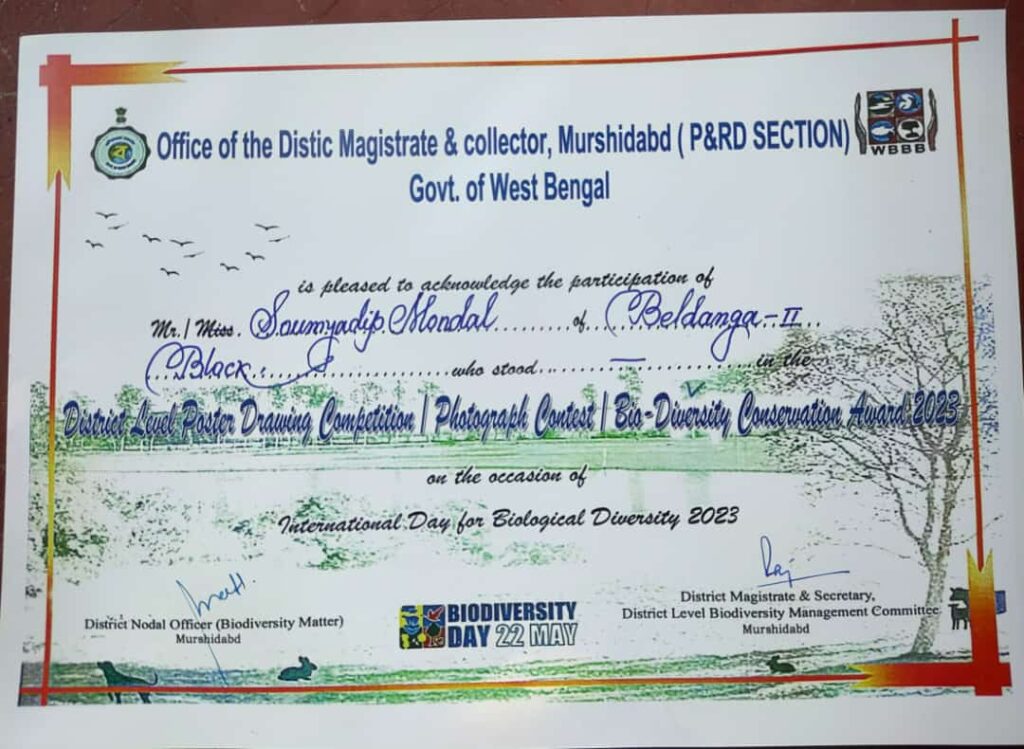 Office of the Distic Magistrate & collector, Murshidabd ( P&RD SECTION)
WBBB
Govt. of West Bengal
is pleased to acknowledge the participation of
Mr. / Miss. Soumyadip Mondal of Beldanga-II
Block who stood — in the
District Level Poster Drawing Competition / Photograph Contest / Bio-Diversity Conservation Award 2023
on the occasion of
International Day for Biological Diversity 2023
District Nodal Officer (Biodiversity Matter)
Murshidabd
BIODIVERSITY
DAY 22 MAY
District Magistrate & Secretary,
District Level Biodiversity Management Committee
Murshidabd